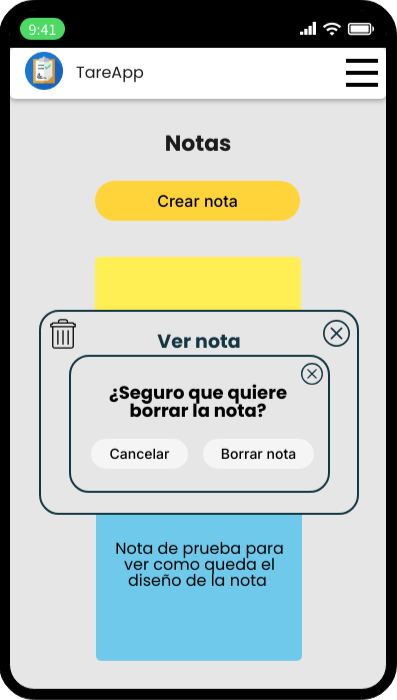 9:41
TareApp
Notas
Crear nota
Ver nota
¿Seguro que quiere
borrar la nota?
Cancelar
Borrar nota
Nota de prueba para
ver como queda el
diseño de la nota